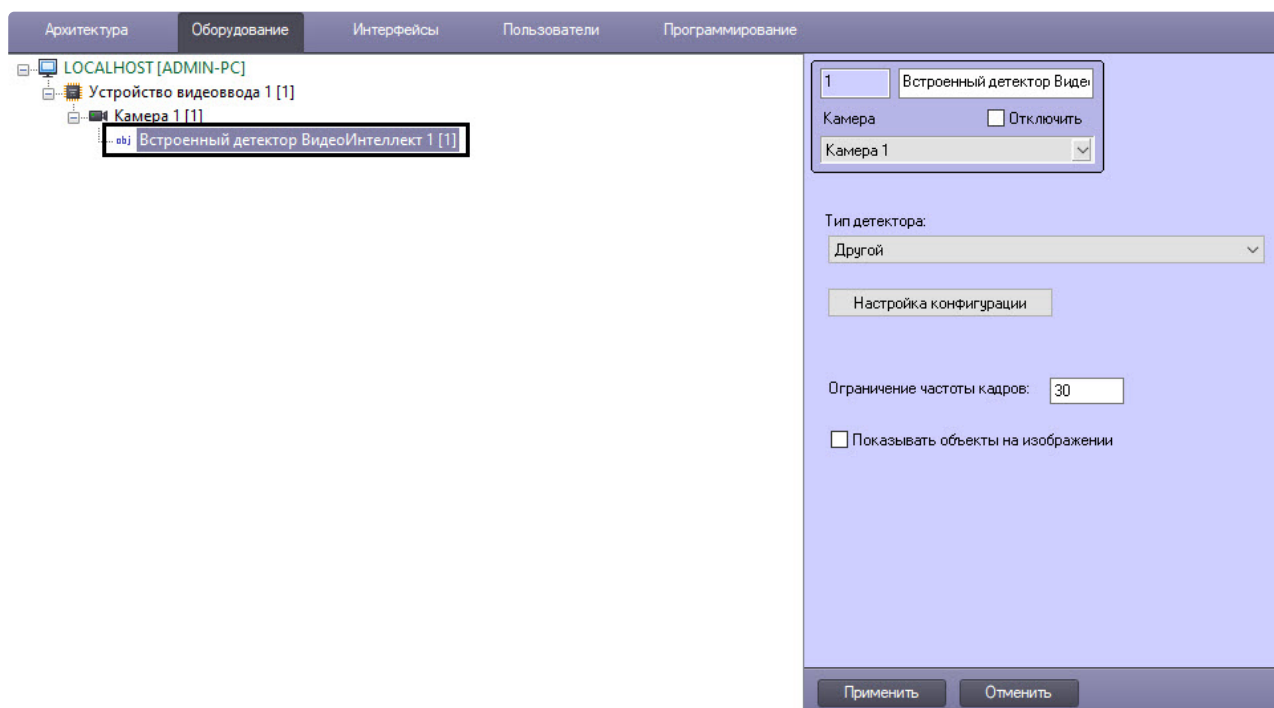 Архитектура Оборудование Интерфейсы Пользователи Программирование
LOCALHOST [ADMIN-PC]
Устройство видеоввода 1 [1]
Камера 1 [1]
obj Встроенный детектор ВидеоИнтеллект 1 [1]
1 Встроенный детектор Виде
Камера Отключить
Камера 1
Тип детектора:
Другой
Настройка конфигурации
Ограничение частоты кадров: 30
Показывать объекты на изображении
Применить Отменить